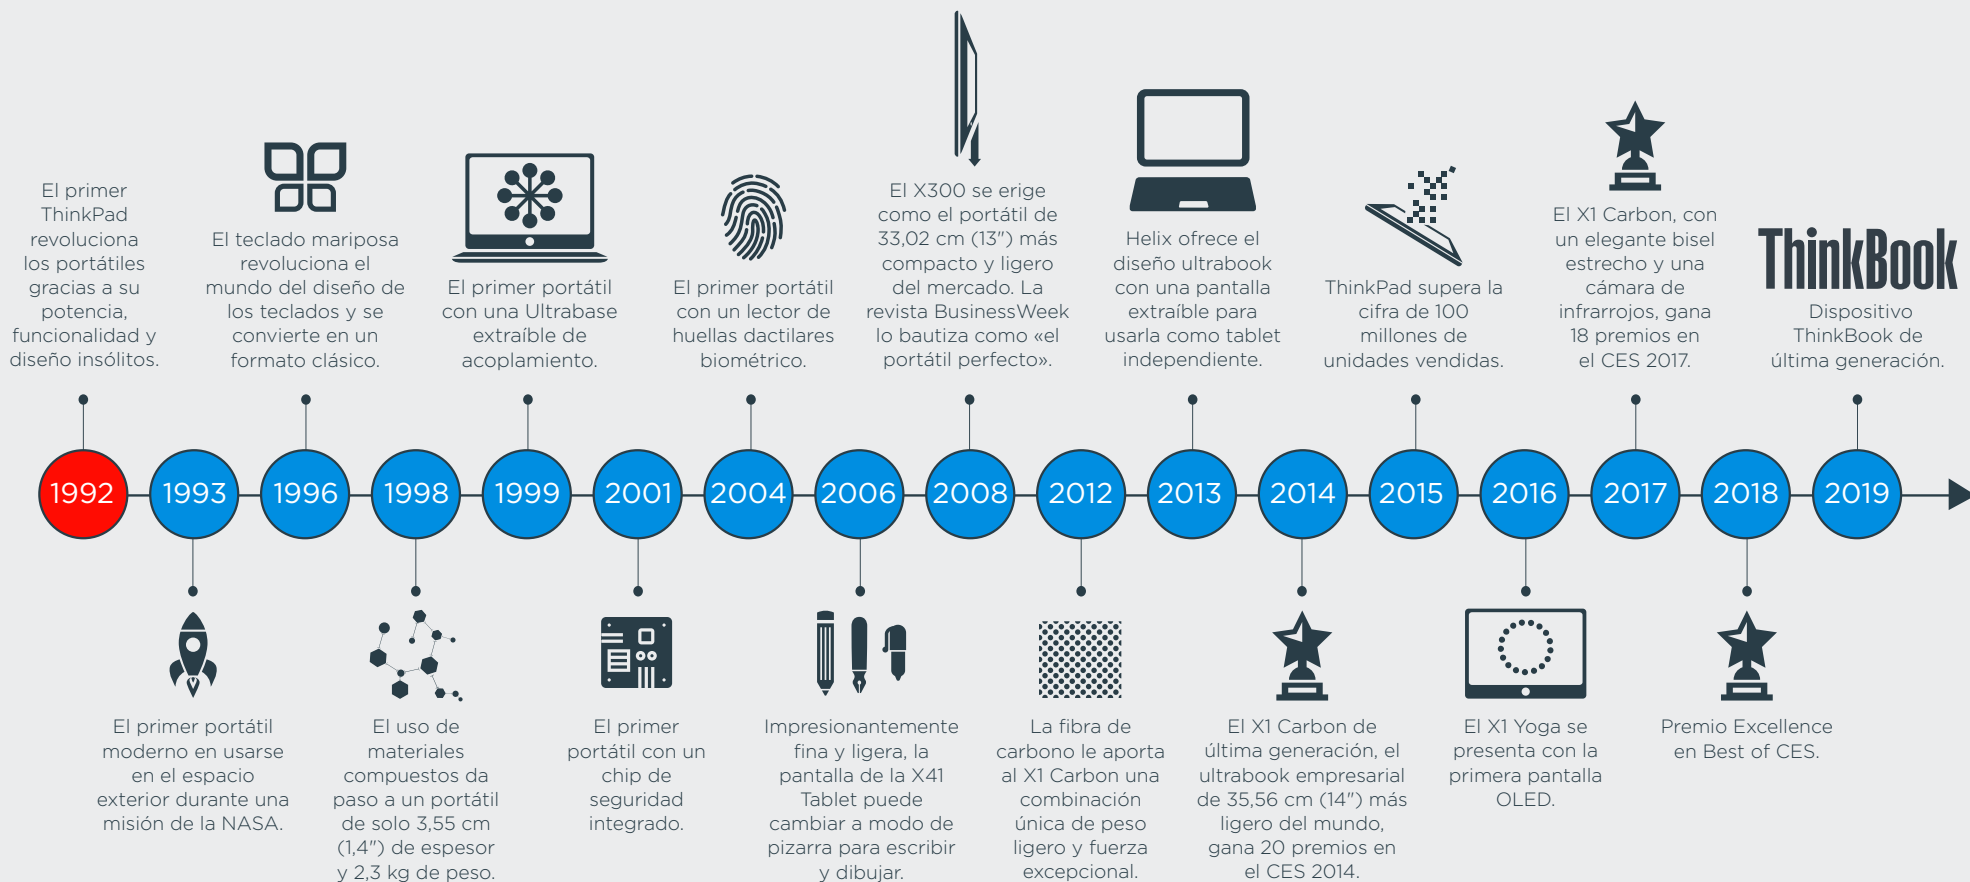 El primer
ThinkPad
revoluciona
los portátiles
gracias a su
potencia,
funcionalidad y
diseño insólitos.
El teclado mariposa
revoluciona el
mundo del diseño de
los teclados y se
convierte en un
formato clásico.
El primer portátil
con una Ultrabase
extraíble de
acoplamiento.
El primer portátil
con un lector de
huellas dactilares
biométrico.
El X300 se erige
como el portátil de
33,02 cm (13") más
compacto y ligero
del mercado. La
revista BusinessWeek
lo bautiza como «el
portátil perfecto».
Helix ofrece el
diseño ultrabook
con una pantalla
extraíble para
usarla como tablet
independiente.
ThinkPad supera la
cifra de 100
millones de
unidades vendidas.
El X1 Carbon, con
un elegante bisel
estrecho y una
cámara de
infrarrojos, gana
18 premios en
el CES 2017.
ThinkBook
Dispositivo
ThinkBook de
última generación.
1992
1993
1996
1998
1999
2001
2004
2006
2008
2012
2013
2014
2015
2016
2017
2018
2019
El primer portátil
moderno en usarse
en el espacio
exterior durante una
misión de la NASA.
El uso de
materiales
compuestos da
paso a un portátil
de solo 3,55 cm
(1,4") de espesor
y 2,3 kg de peso.
El primer
portátil con un
chip de
seguridad
integrado.
Impresionantemente
fina y ligera, la
pantalla de la X41
Tablet puede
cambiar a modo de
pizarra para escribir
y dibujar.
La fibra de
carbono le aporta
al X1 Carbon una
combinación
única de peso
ligero y fuerza
excepcional.
El X1 Carbon de
última generación, el
ultrabook empresarial
de 35,56 cm (14") más
ligero del mundo,
gana 20 premios en
el CES 2014.
El X1 Yoga se
presenta con la
primera pantalla
OLED.
Premio Excellence
en Best of CES.